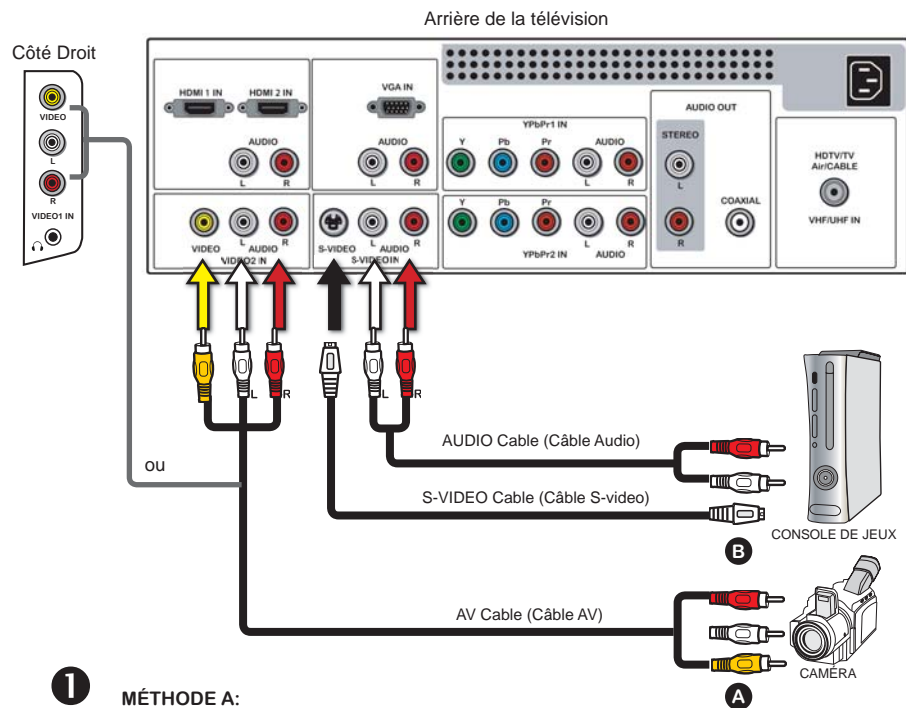 Arrière de la télévision
Côté Droit
VIDEO
L
R
VIDEO1 IN
HDMI 1 IN
HDMI 2 IN
AUDIO
L
R
VGA IN
AUDIO
L
R
YPbPr1 IN
Y
Pb
Pr
AUDIO
L
R
AUDIO OUT
STEREO
L
R
COAXIAL
HDTV/TV
Air/CABLE
VHF/UHF IN
VIDEO
L
AUDIO
R
VIDEO2 IN
S-VIDEO
L
AUDIO
R
S-VIDEO IN
Y
Pb
Pr
L
R
YPbPr2 IN
AUDIO
L
R
L
R
ou
AUDIO Cable (Câble Audio)
S-VIDEO Cable (Câble S-video)
B
CONSOLE DE JEUX
AV Cable (Câble AV)
A
CAMÉRA
1
MÉTHODE A: